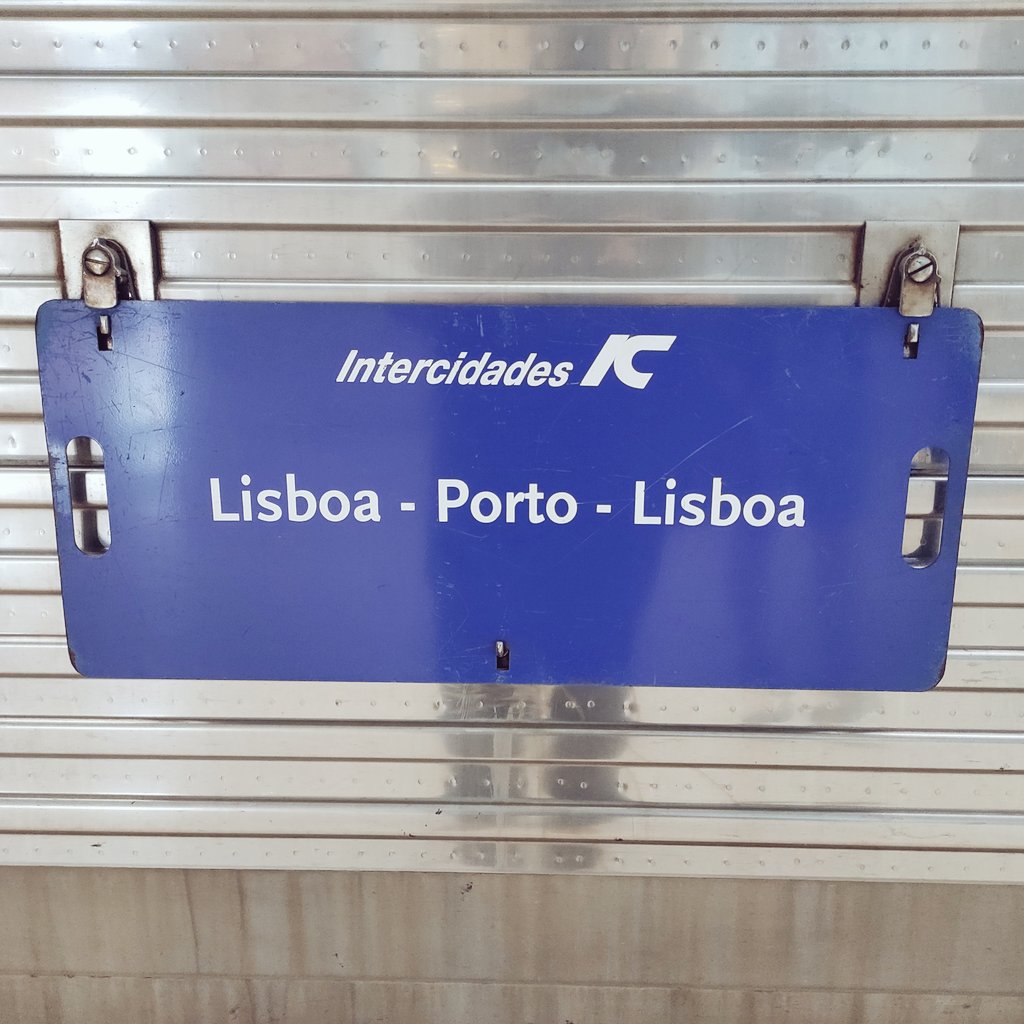 Intercidades IC
Lisboa - Porto - Lisboa